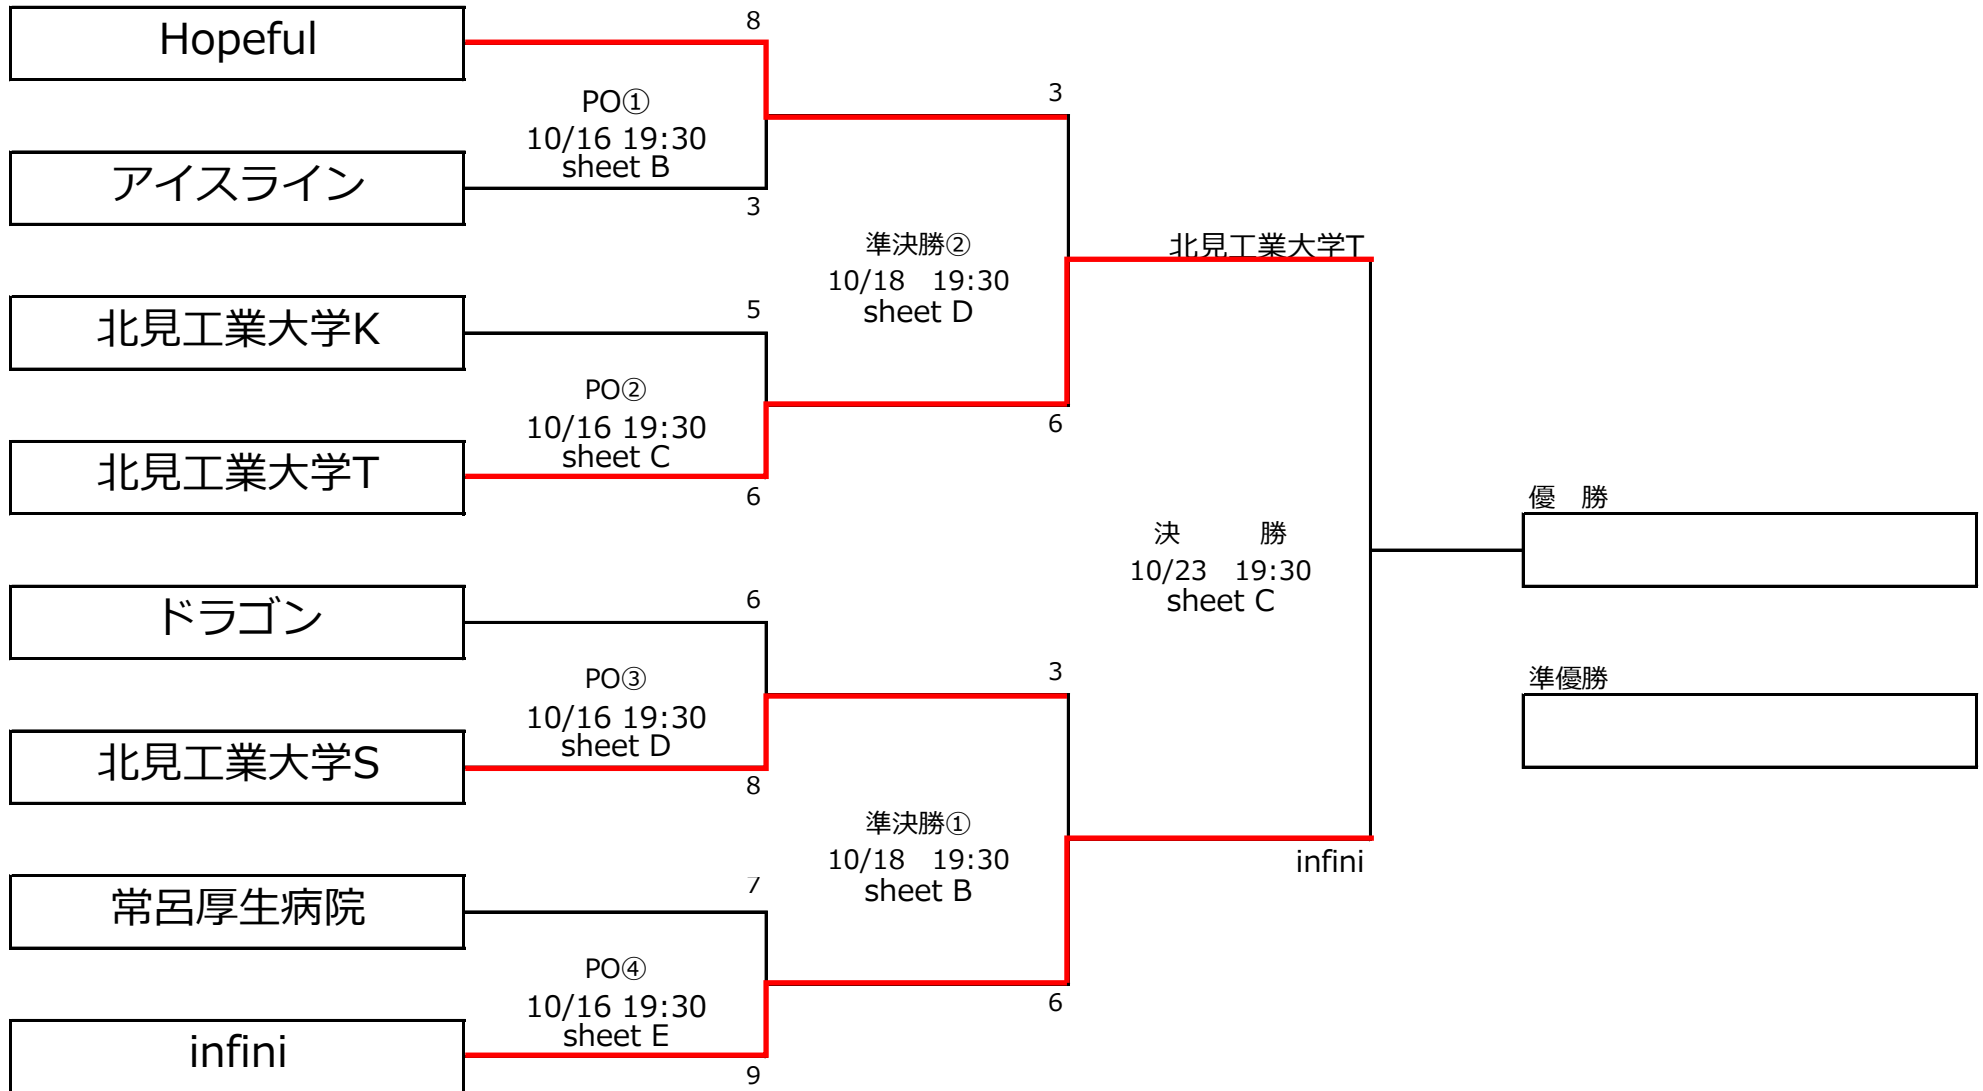 Hopeful
8
PO①
10/16 19:30
sheet B
アイスライン
3
3
準決勝②
10/18 19:30
sheet D
北見工業大学T
北見工業大学K
5
PO②
10/16 19:30
sheet C
6
北見工業大学T
6
決 勝
10/23 19:30
sheet C
優 勝
準優勝
ドラゴン
6
PO③
10/16 19:30
sheet D
3
北見工業大学S
8
準決勝①
10/18 19:30
sheet B
infini
常呂厚生病院
7
PO④
10/16 19:30
sheet E
6
infini
9